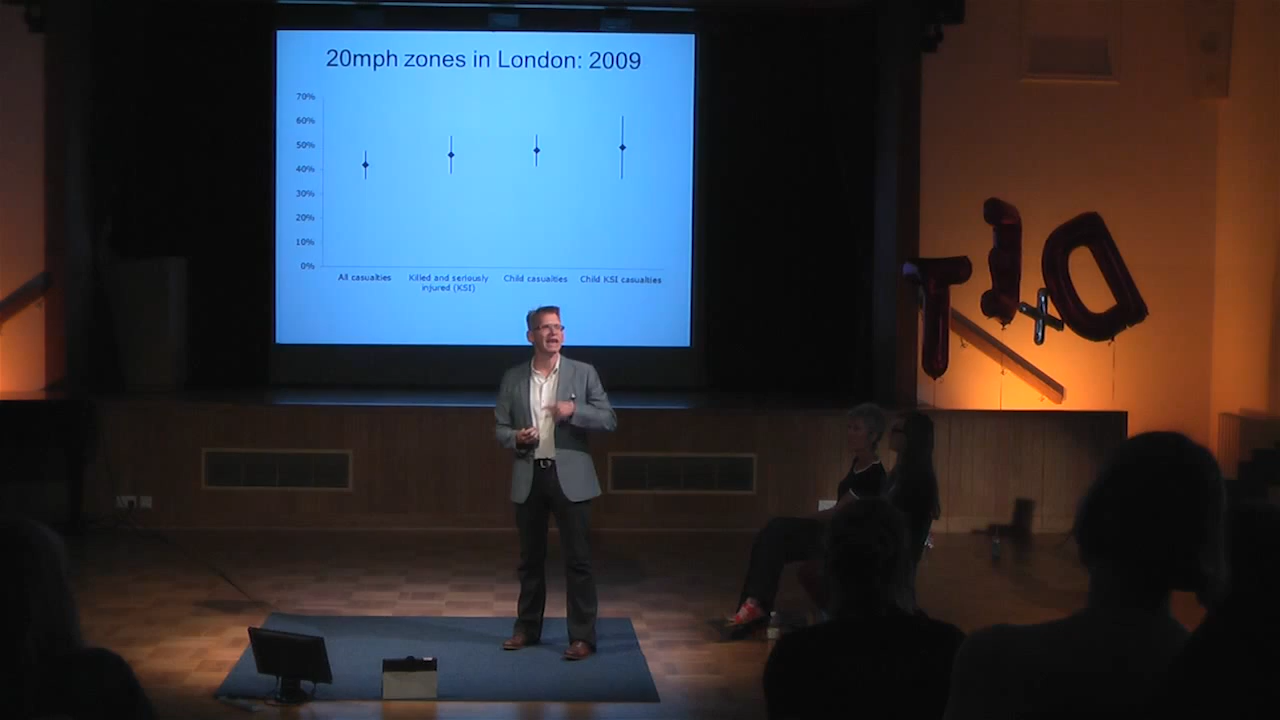 20mph zones in London: 2009
70%
60%
50%
40%
30%
20%
10%
0%
All casualties
Killed and seriously
injured (KSI)
Child casualties
Child KSI casualties
T
J
+
D